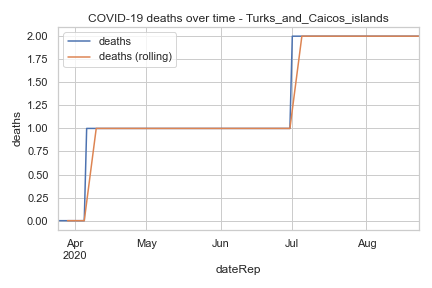 COVID-19 deaths over time - Turks_and_Caicos_islands
deaths
deaths (rolling)
2.00
1.75
1.50
1.25
1.00
0.75
0.50
0.25
0.00
deaths
Apr May Jun Jul Aug
2020
dateRep